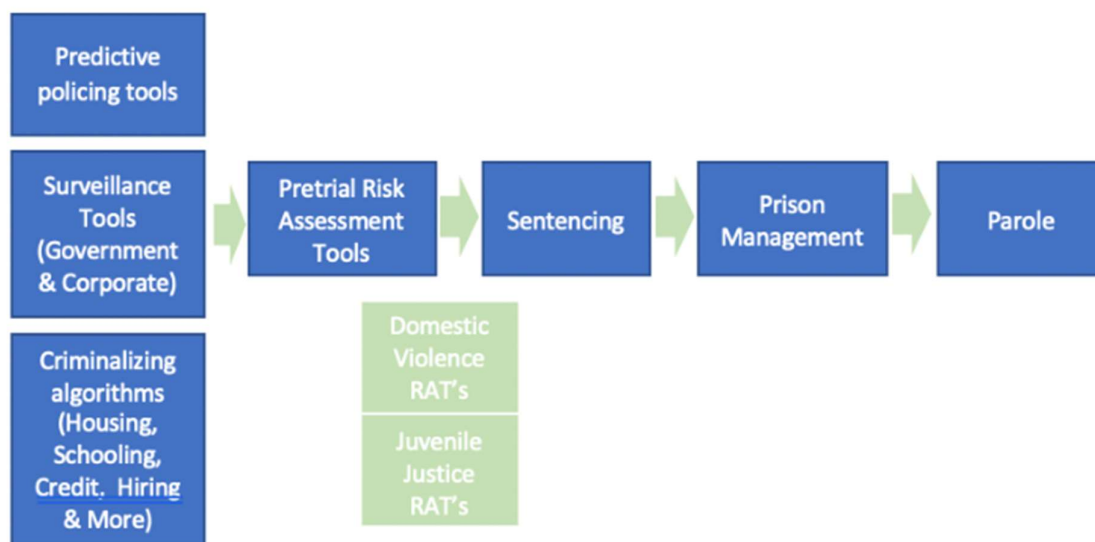 Predictive
policing tools
Surveillance
Tools
(Government
& Corporate)
Criminalizing
algorithms
(Housing,
Schooling,
Credit, Hiring
& More)
Pretrial Risk
Assessment
Tools
Sentencing
Prison
Management
Parole
Domestic
Violence
RAT's
Juvenile
Justice
RAT's